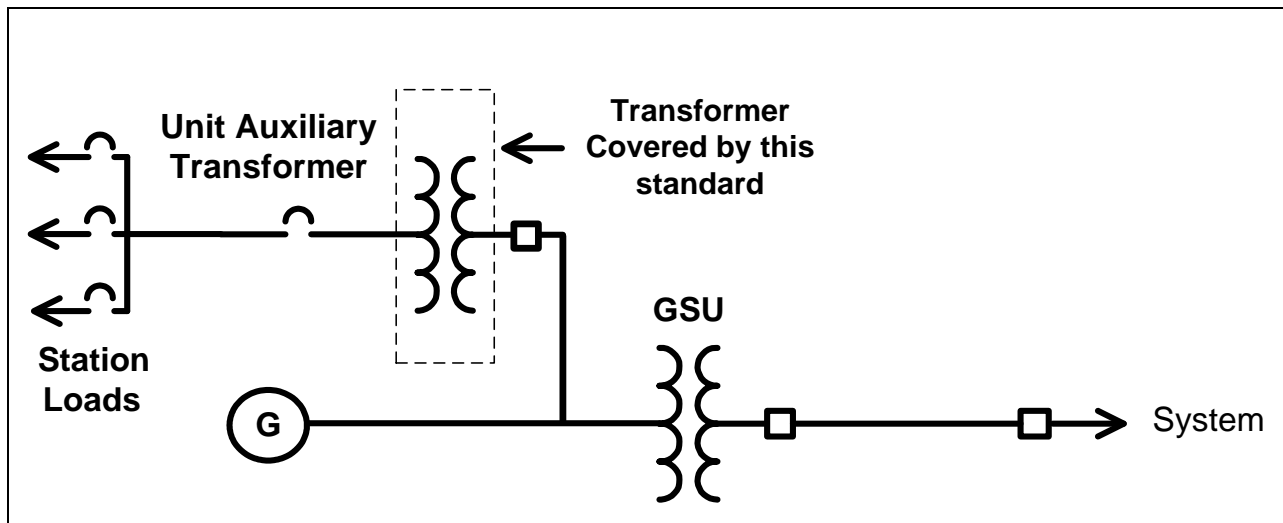 Unit Auxiliary
Transformer
Transformer
Covered by this
standard
Station
Loads
GSU
G
System